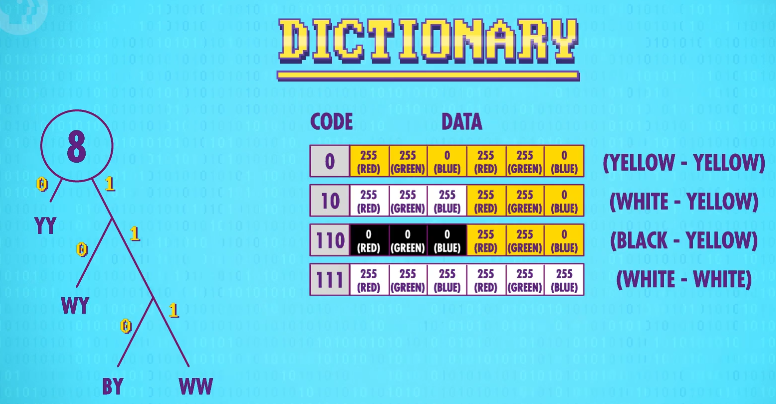 DICTIONARY
CODE DATA
0 255 (RED) 255 (GREEN) 0 (BLUE) 255 (RED) 255 (GREEN) 0 (BLUE) (YELLOW - YELLOW)
10 255 (RED) 255 (GREEN) 255 (BLUE) 255 (RED) 255 (GREEN) 0 (BLUE) (WHITE - YELLOW)
110 0 (RED) 0 (GREEN) 0 (BLUE) 255 (RED) 255 (GREEN) 0 (BLUE) (BLACK - YELLOW)
111 255 (RED) 255 (GREEN) 255 (BLUE) 255 (RED) 255 (GREEN) 255 (BLUE) (WHITE - WHITE)
8
0 1
YY
0 1
WY
0 1
BY WW